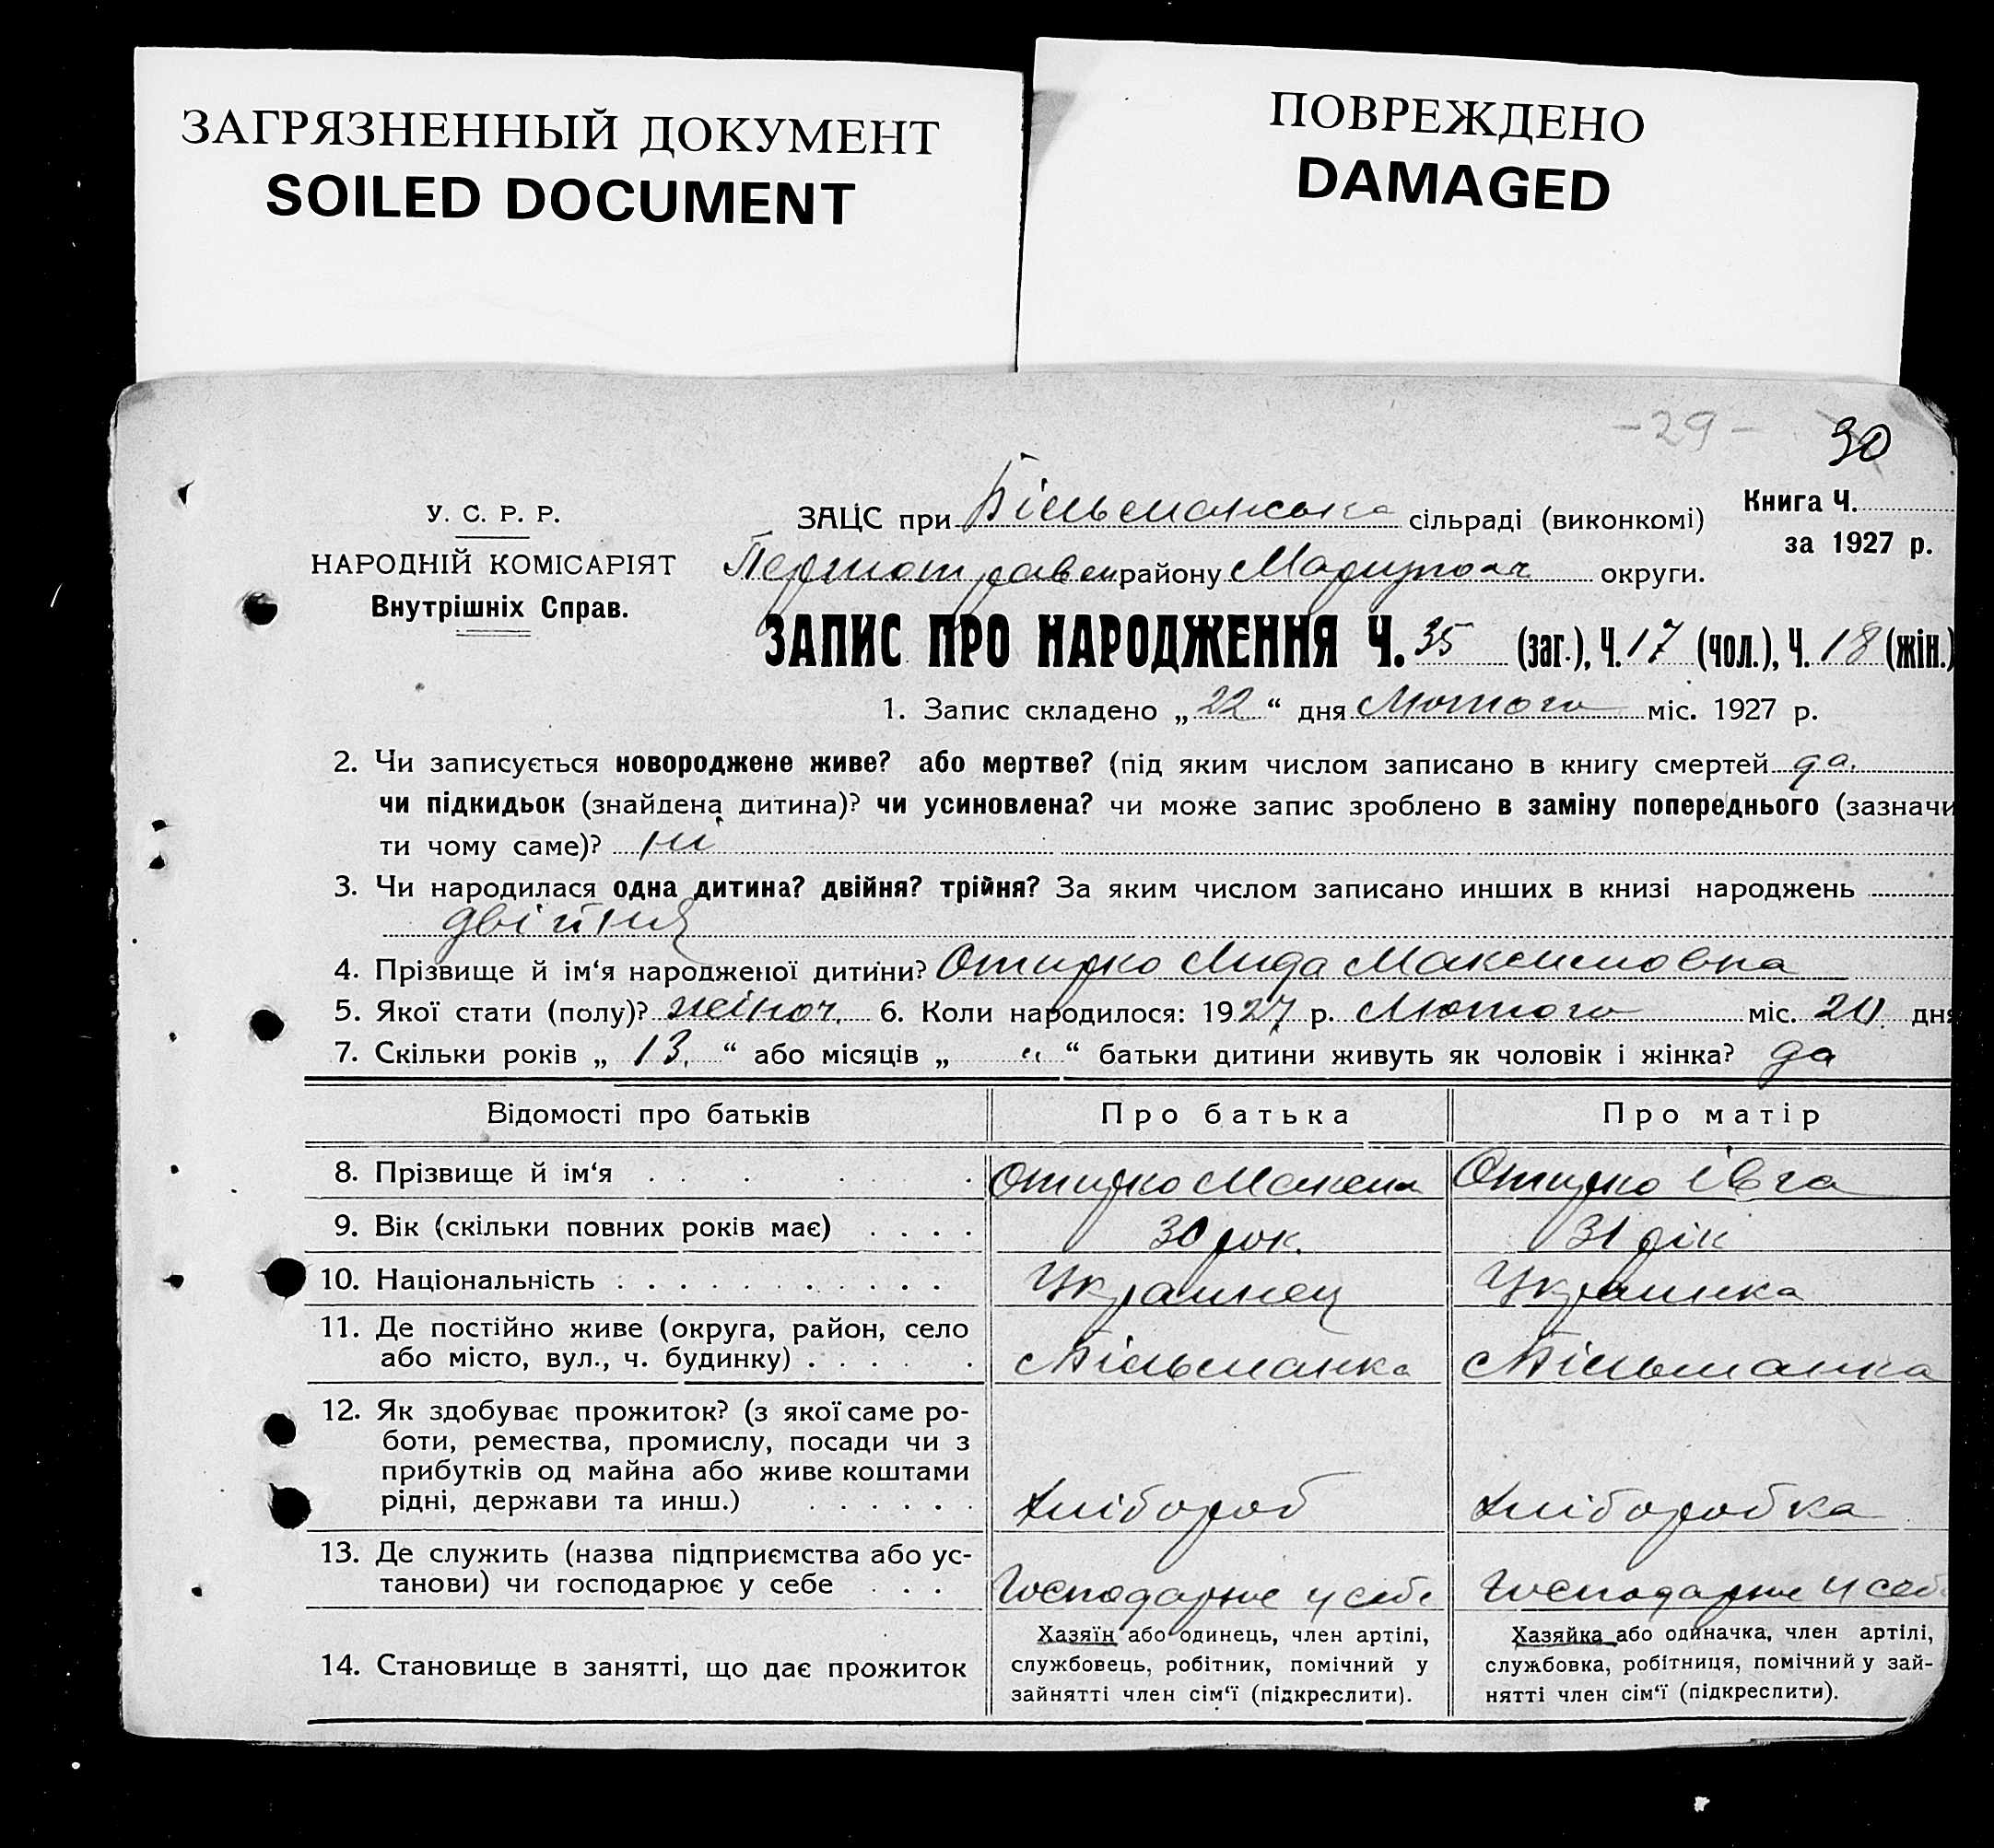 ЗАГРЯЗНЕННЫЙ ДОКУМЕНТ
SOILED DOCUMENT
ПОВРЕЖДЕНО
DAMAGED
-29-
30
У. С. Р. Р.
НАРОДНІЙ КОМІСАРІЯТ
Внутрішніх Справ.
ЗАЦС при Більманська сільраді (виконкомі)
Книга Ч.
за 1927 р.
Першотравен району Маріупол округи.
ЗАПИС ПРО НАРОДЖЕННЯ Ч. 35 (заг.), Ч. 17 (чол.), Ч. 18 (жін.)
1. Запис складено „ 22 “ дня Лютого міс. 1927 р.
2. Чи записується новороджене живе? або мертве? (під яким числом записано в книгу смертей да.
чи підкидьок (знайдена дитина)? чи усиновлена? чи може запис зроблено в заміну попереднього (зазначи
ти чому саме)? ні
3. Чи народилася одна дитина? двійня? трійня? За яким числом записано инших в книзі народжень
двійня
4. Прізвище й ім‘я народженої дитини? Отирко Лида Максимовна
5. Якої стати (полу)? жіноч. 6. Коли народилося: 1927 р. Лютого міс. 20 дня
7. Скільки років „ 13. “ або місяців „ " “ батьки дитини живуть як чоловік і жінка? да
Відомості про батьків Про батька Про матір
8. Прізвище й ім‘я Отирко Максим Отирко Івга
9. Вік (скільки повних років має) 30 рок. 31 рік
10. Національність Украинец Украинка
11. Де постійно живе (округа, район, село
або місто, вул., ч. будинку) Більманка Більманка
12. Як здобуває прожиток? (з якої саме ро-
боти, ремества, промислу, посади чи з
прибутків од майна або живе коштами
рідні, держави та инш.) Хлібороб Хліборобка
13. Де служить (назва підприємства або ус-
танови) чи господарює у себе Господарює у себе Господарює у себ
14. Становище в занятті, що дає прожиток
Хазяїн або одинець, член артілі,
службовець, робітник, помічний у
зайнятті член сім‘ї (підкреслити).
Хазяйка або одиначка, член артілі,
службовка, робітниця, помічний у зай-
нятті член сім‘ї (підкреслити).